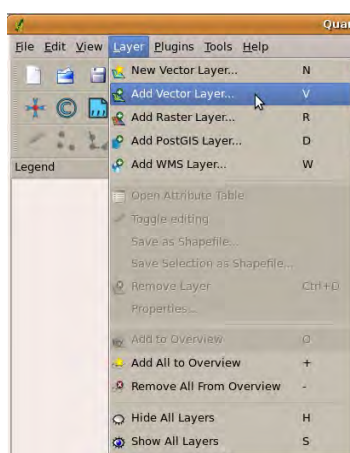 Quan
File Edit View Layer Plugins Tools Help
New Vector Layer... N
Add Vector Layer... V
Add Raster Layer... R
Add PostGIS Layer... D
Add WMS Layer... W
Legend
Open Attribute Table
Toggle editing
Save as Shapefile...
Save Selection as Shapefile...
Remove Layer Ctrl+D
Properties...
Add to Overview O
Add All to Overview +
Remove All From Overview -
Hide All Layers H
Show All Layers S